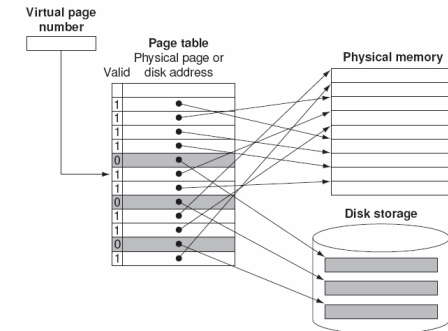 Virtual page
number
Page table
Physical page or
disk address
Valid
Physical memory
1
1
1
1
0
1
1
0
1
1
0
1
Disk storage